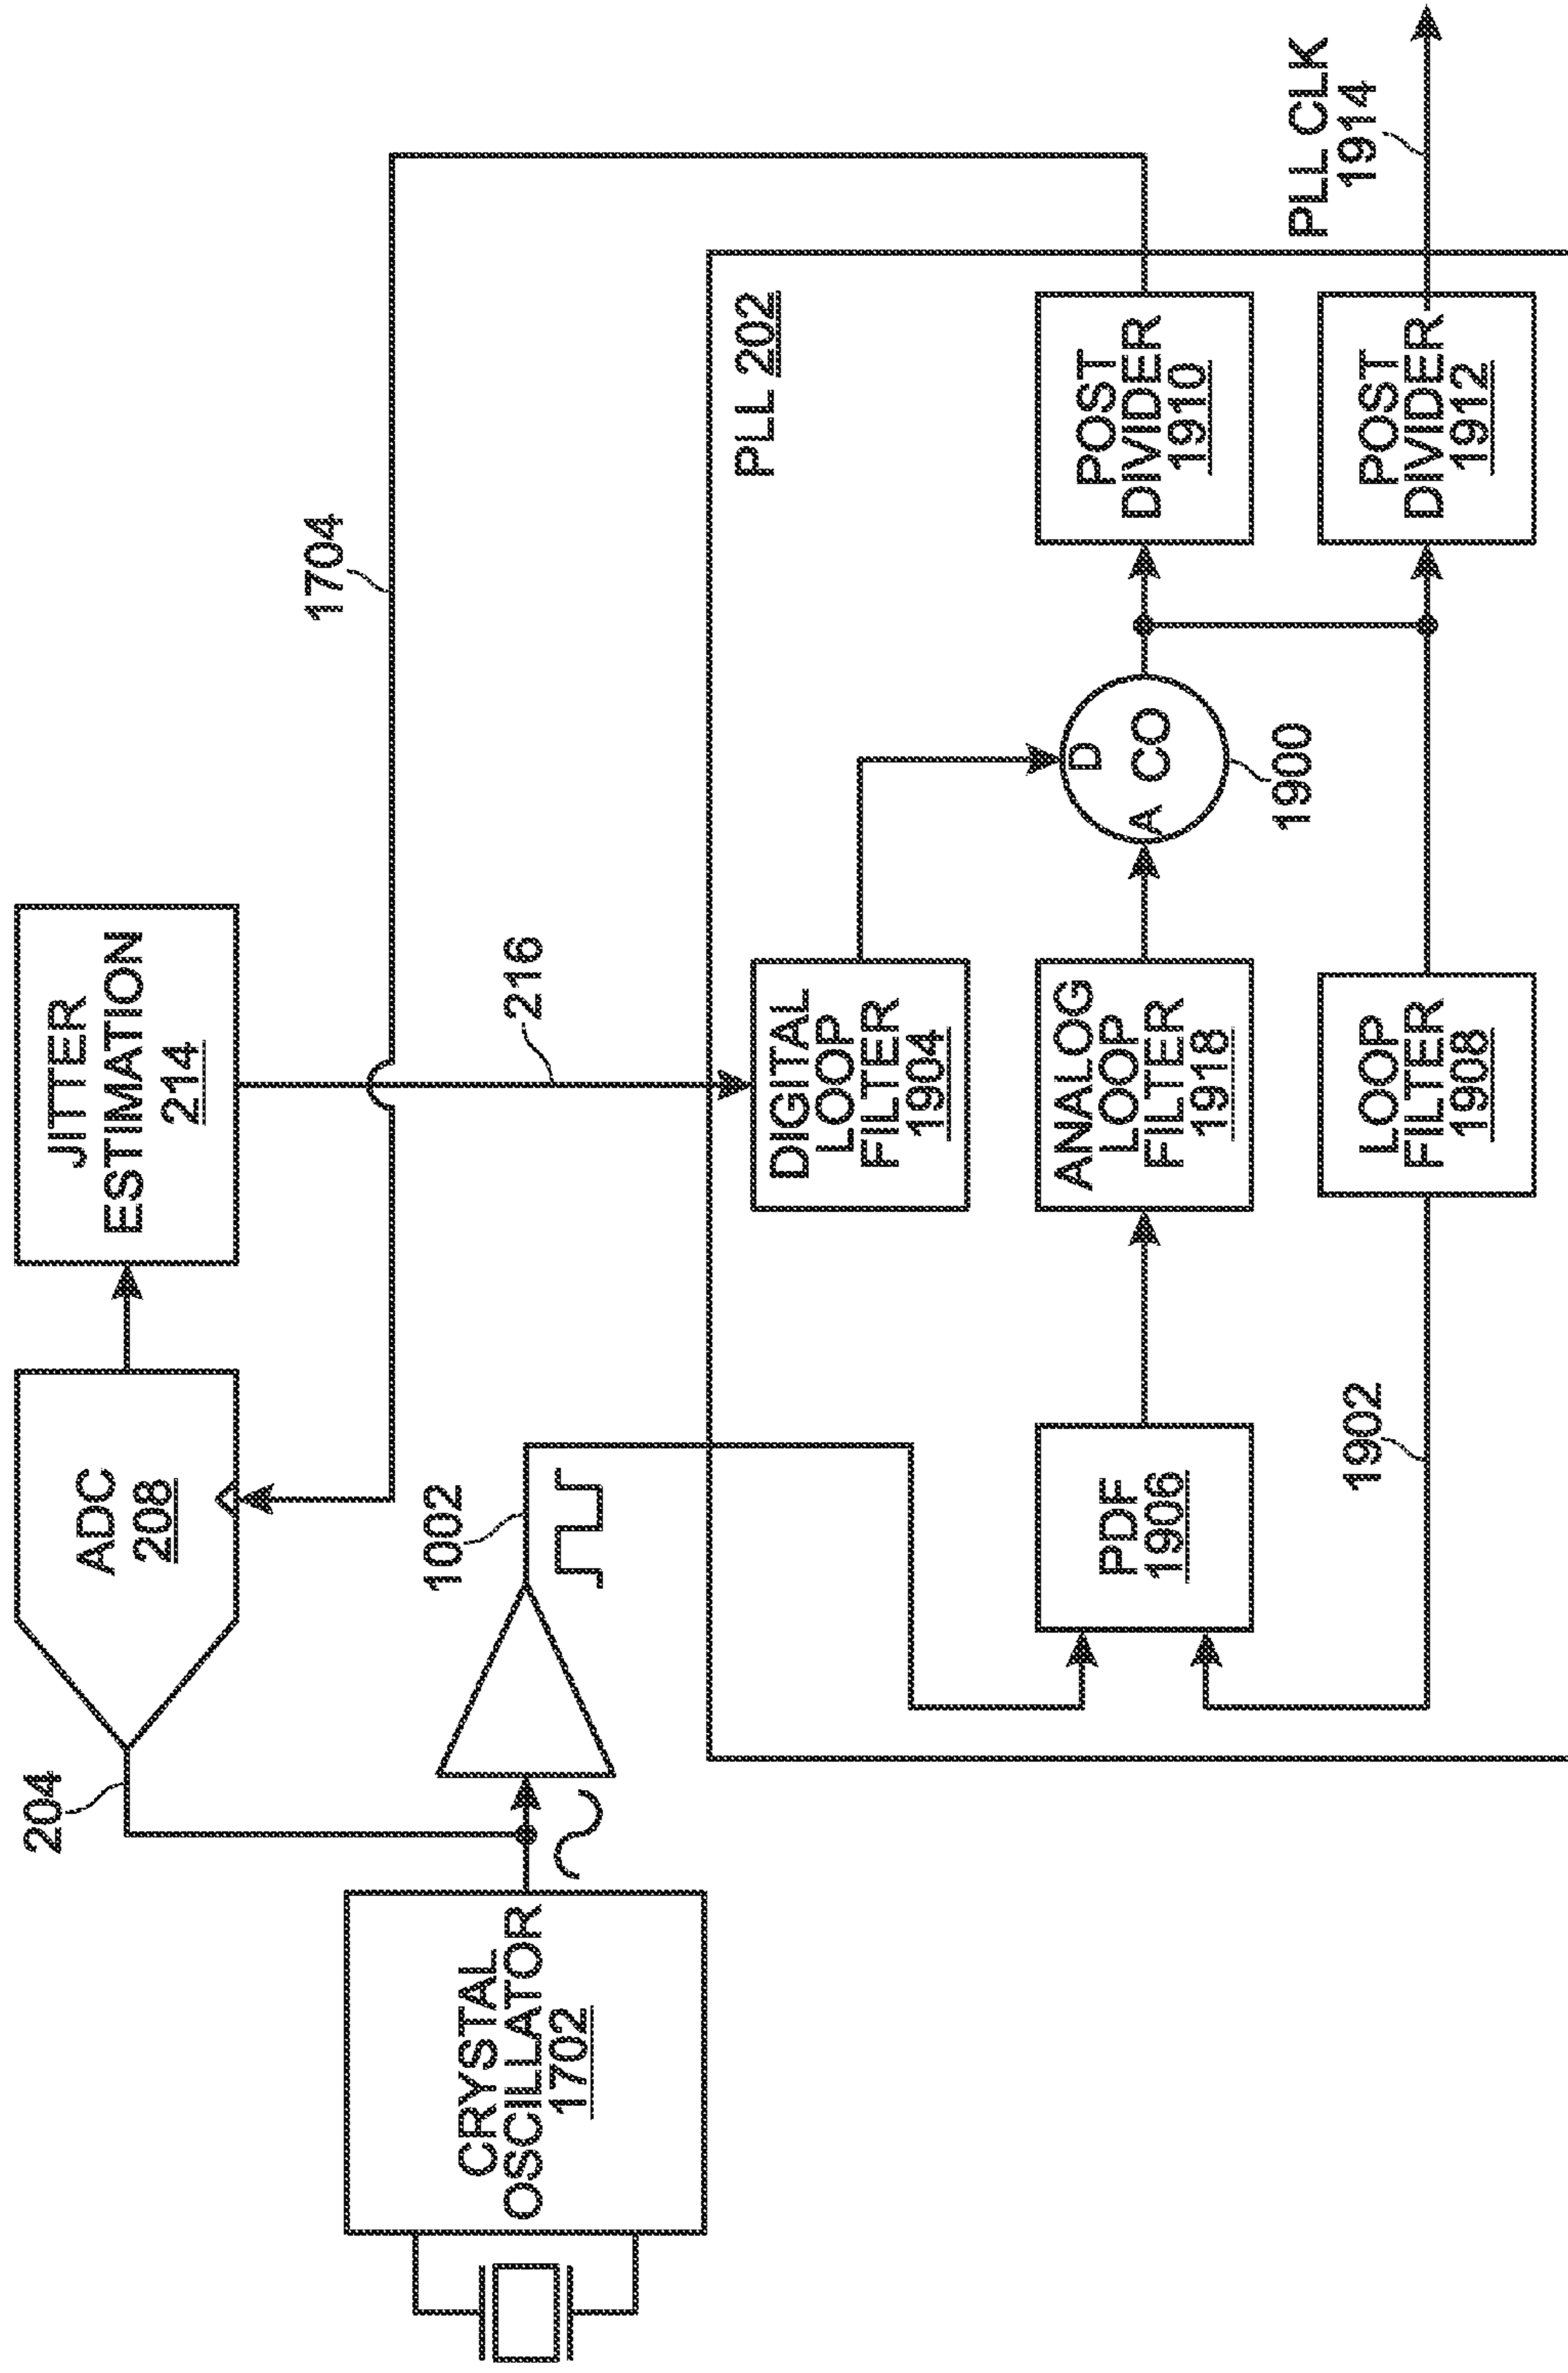 204
ADC
208
JITTER
ESTIMATION
214
1704
CRYSTAL
OSCILLATOR
1702
1002
216
PLL 202
DIGITAL
LOOP
FILTER
1904
PDF
1906
ANALOG
LOOP
FILTER
1918
D
A CO
1900
POST
DIVIDER
1910
PLL CLK
1914
1902
LOOP
FILTER
1908
POST
DIVIDER
1912